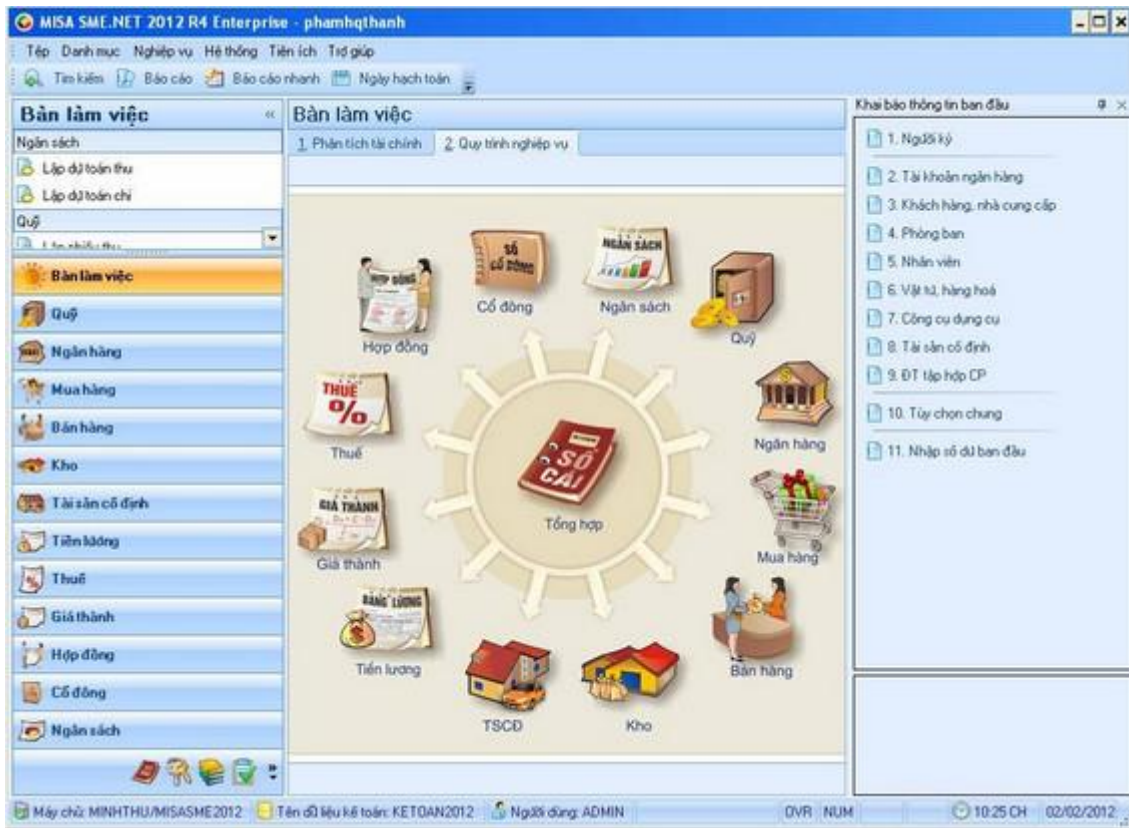 MISA SME.NET 2012 R4 Enterprise - phamhqthanh
Tệp Danh mục Nghiệp vụ Hệ thống Tiện ích Trợ giúp
Tìm kiếm Báo cáo Báo cáo nhanh Ngày hạch toán
Bàn làm việc
Ngân sách
Lập dự toán thu
Lập dự toán chi
Quỹ
Lập phiếu thu
Bàn làm việc
Quỹ
Ngân hàng
Mua hàng
Bán hàng
Kho
Tài sản cố định
Tiền lương
Thuế
Giá thành
Hợp đồng
Cổ đông
Ngân sách
Bàn làm việc
1. Phân tích tài chính 2. Quy trình nghiệp vụ
SỔ CỔ ĐÔNG
Cổ đông
NGÂN SÁCH
Ngân sách
Quỹ
HỢP ĐỒNG
Hợp đồng
THUẾ %
Thuế
Ngân hàng
SỔ CÁI
Tổng hợp
GIÁ THÀNH
Giá thành
Mua hàng
BẢNG LƯƠNG
Tiền lương
Bán hàng
TSCĐ
Kho
Khai báo thông tin ban đầu
1. Người ký
2. Tài khoản ngân hàng
3. Khách hàng, nhà cung cấp
4. Phòng ban
5. Nhân viên
6. Vật tư, hàng hoá
7. Công cụ dụng cụ
8. Tài sản cố định
9. ĐT tập hợp CP
10. Tùy chọn chung
11. Nhập số dư ban đầu
Máy chủ: MINHTHU/MISASME2012 Tên dữ liệu kế toán: KETOAN2012 Người dùng: ADMIN OVR NUM 10:25 CH 02/02/2012